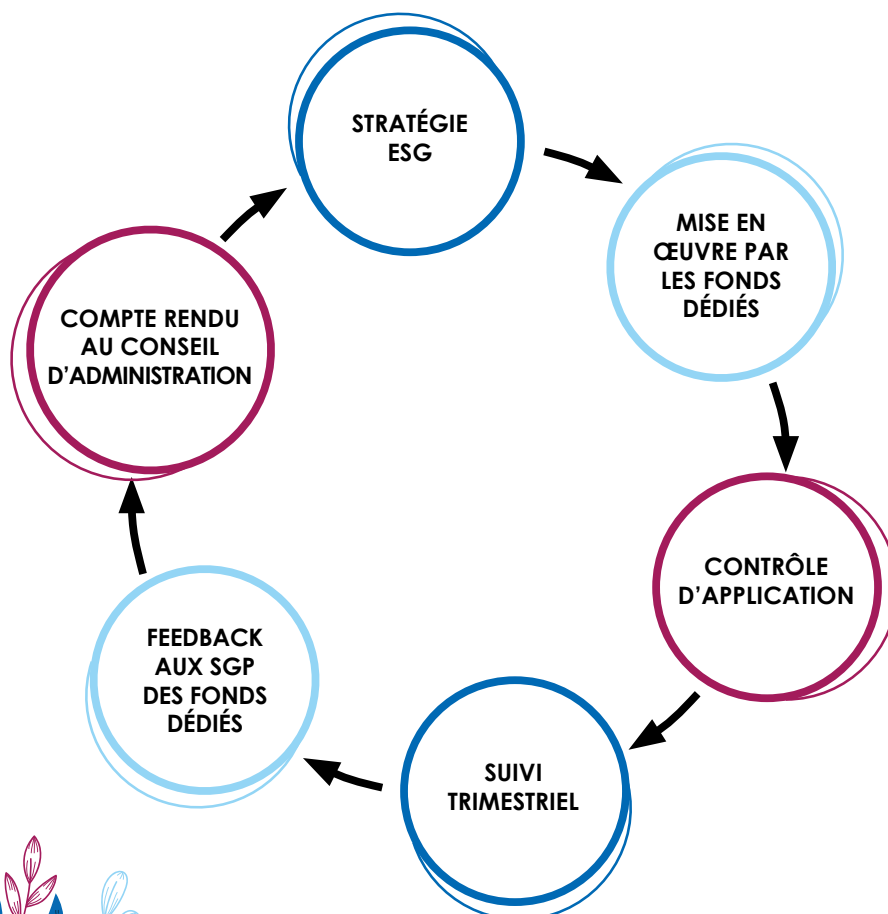 STRATÉGIE
ESG
MISE EN
ŒUVRE PAR
LES FONDS
DÉDIÉS
CONTRÔLE
D'APPLICATION
SUIVI
TRIMESTRIEL
FEEDBACK
AUX SGP
DES FONDS
DÉDIÉS
COMPTE RENDU
AU CONSEIL
D'ADMINISTRATION